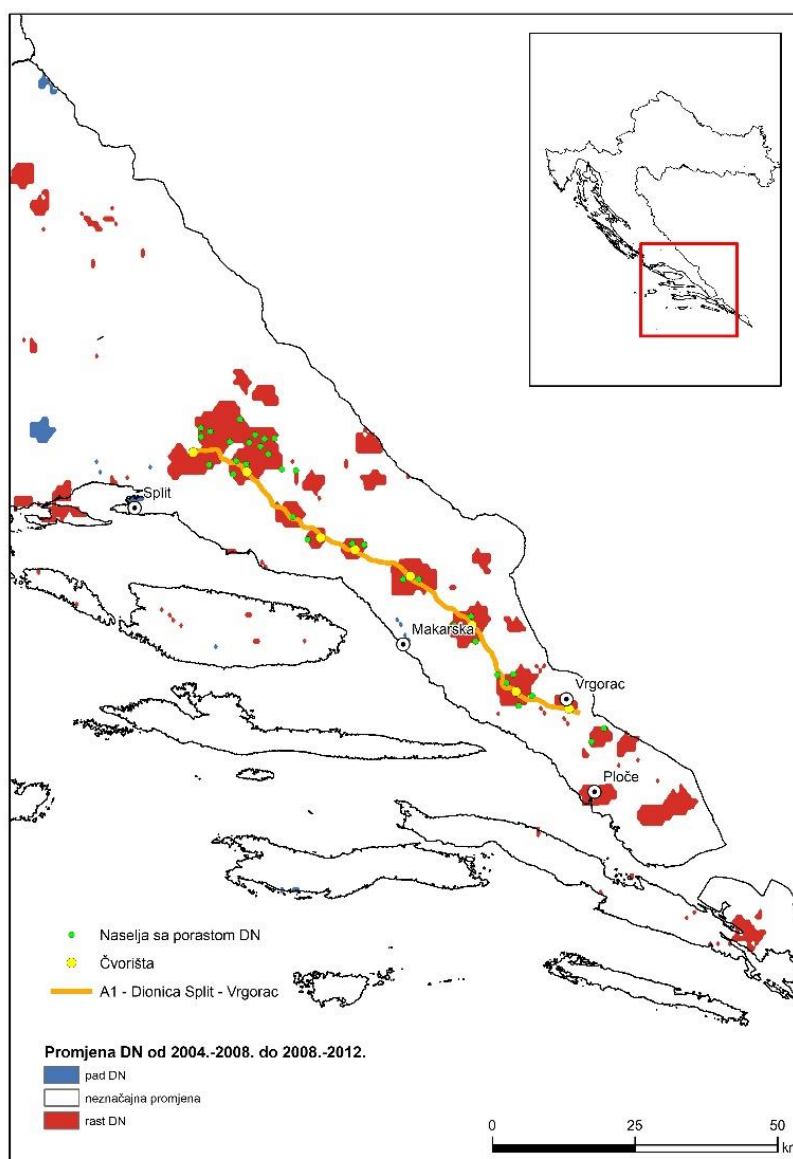 Split
Makarska
Vrgorac
Ploče
Naselja sa porastom DN
Čvorišta
A1 - Dionica Split - Vrgorac
Promjena DN od 2004.-2008. do 2008.-2012.
pad DN
neznačajna promjena
rast DN
0 25 50
km